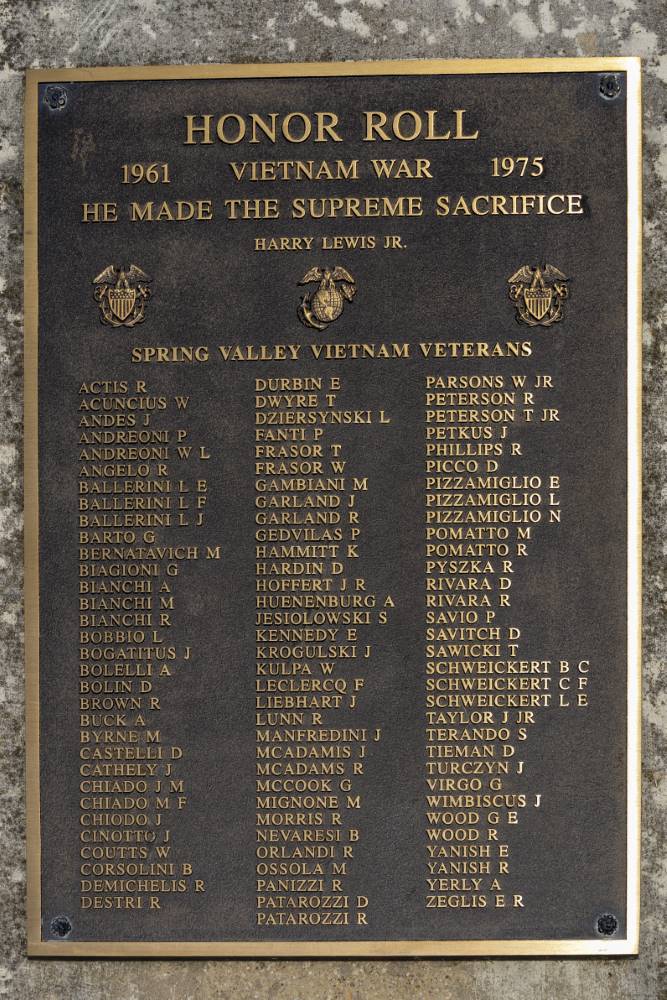 HONOR ROLL
1961 VIETNAM WAR 1975
HE MADE THE SUPREME SACRIFICE
HARRY LEWIS JR.
SPRING VALLEY VIETNAM VETERANS
ACTIS R
ACUNCIUS W
ANDES J
ANDREONI P
ANDREONI W L
ANGELO R
BALLERINI L E
BALLERINI L F
BALLERINI L J
BARTO G
BERNATAVICH M
BIAGIONI G
BIANCHI A
BIANCHI M
BIANCHI R
BOBBIO L
BOGATITUS J
BOLELLI A
BOLIN D
BROWN R
BUCK A
BYRNE M
CASTELLI D
CATHELY J
CHIADO J M
CHIADO M F
CHIODO J
CINOTTO J
COUTTS W
CORSOLINI B
DEMICHELIS R
DESTRI R
DURBIN E
DWYRE T
DZIERSYNSKI L
FANTI P
FRASOR T
FRASOR W
GAMBIANI M
GARLAND J
GARLAND R
GEDVILAS P
HAMMITT K
HARDIN D
HOFFERT J R
HUENENBURG A
JESIOLOWSKI S
KENNEDY E
KROGULSKI J
KULPA W
LECLERCQ F
LIEBHART J
LUNN R
MANFREDINI J
MCADAMIS J
MCADAMS R
MCCOOK G
MIGNONE M
MORRIS R
NEVARESI B
ORLANDI R
OSSOLA M
PANIZZI R
PATAROZZI D
PATAROZZI R
PARSONS W JR
PETERSON R
PETERSON T JR
PETKUS J
PHILLIPS R
PICCO D
PIZZAMIGLIO E
PIZZAMIGLIO L
PIZZAMIGLIO N
POMATTO M
POMATTO R
PYSZKA R
RIVARA D
RIVARA R
SAVIO P
SAVITCH D
SAWICKI T
SCHWEICKERT B C
SCHWEICKERT C F
SCHWEICKERT L E
TAYLOR J JR
TERANDO S
TIEMAN D
TURCZYN J
VIRGO G
WIMBISCUS J
WOOD G E
WOOD R
YANISH E
YANISH R
YERLY A
ZEGLIS E R